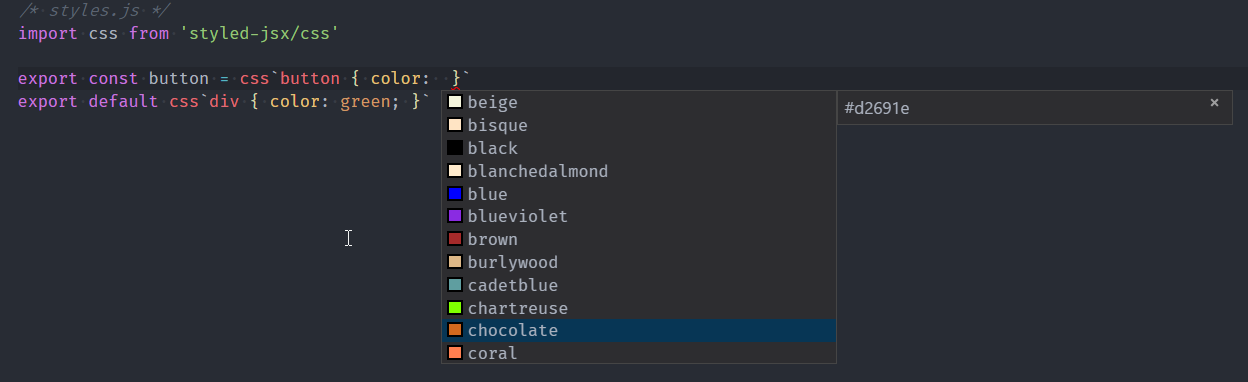 /* styles.js */
import css from 'styled-jsx/css'
export const button = css`button { color:  }`
export default css`div { color: green; }`
beige
bisque
black
blanchedalmond
blue
blueviolet
brown
burlywood
cadetblue
chartreuse
chocolate
coral
#d2691e ×